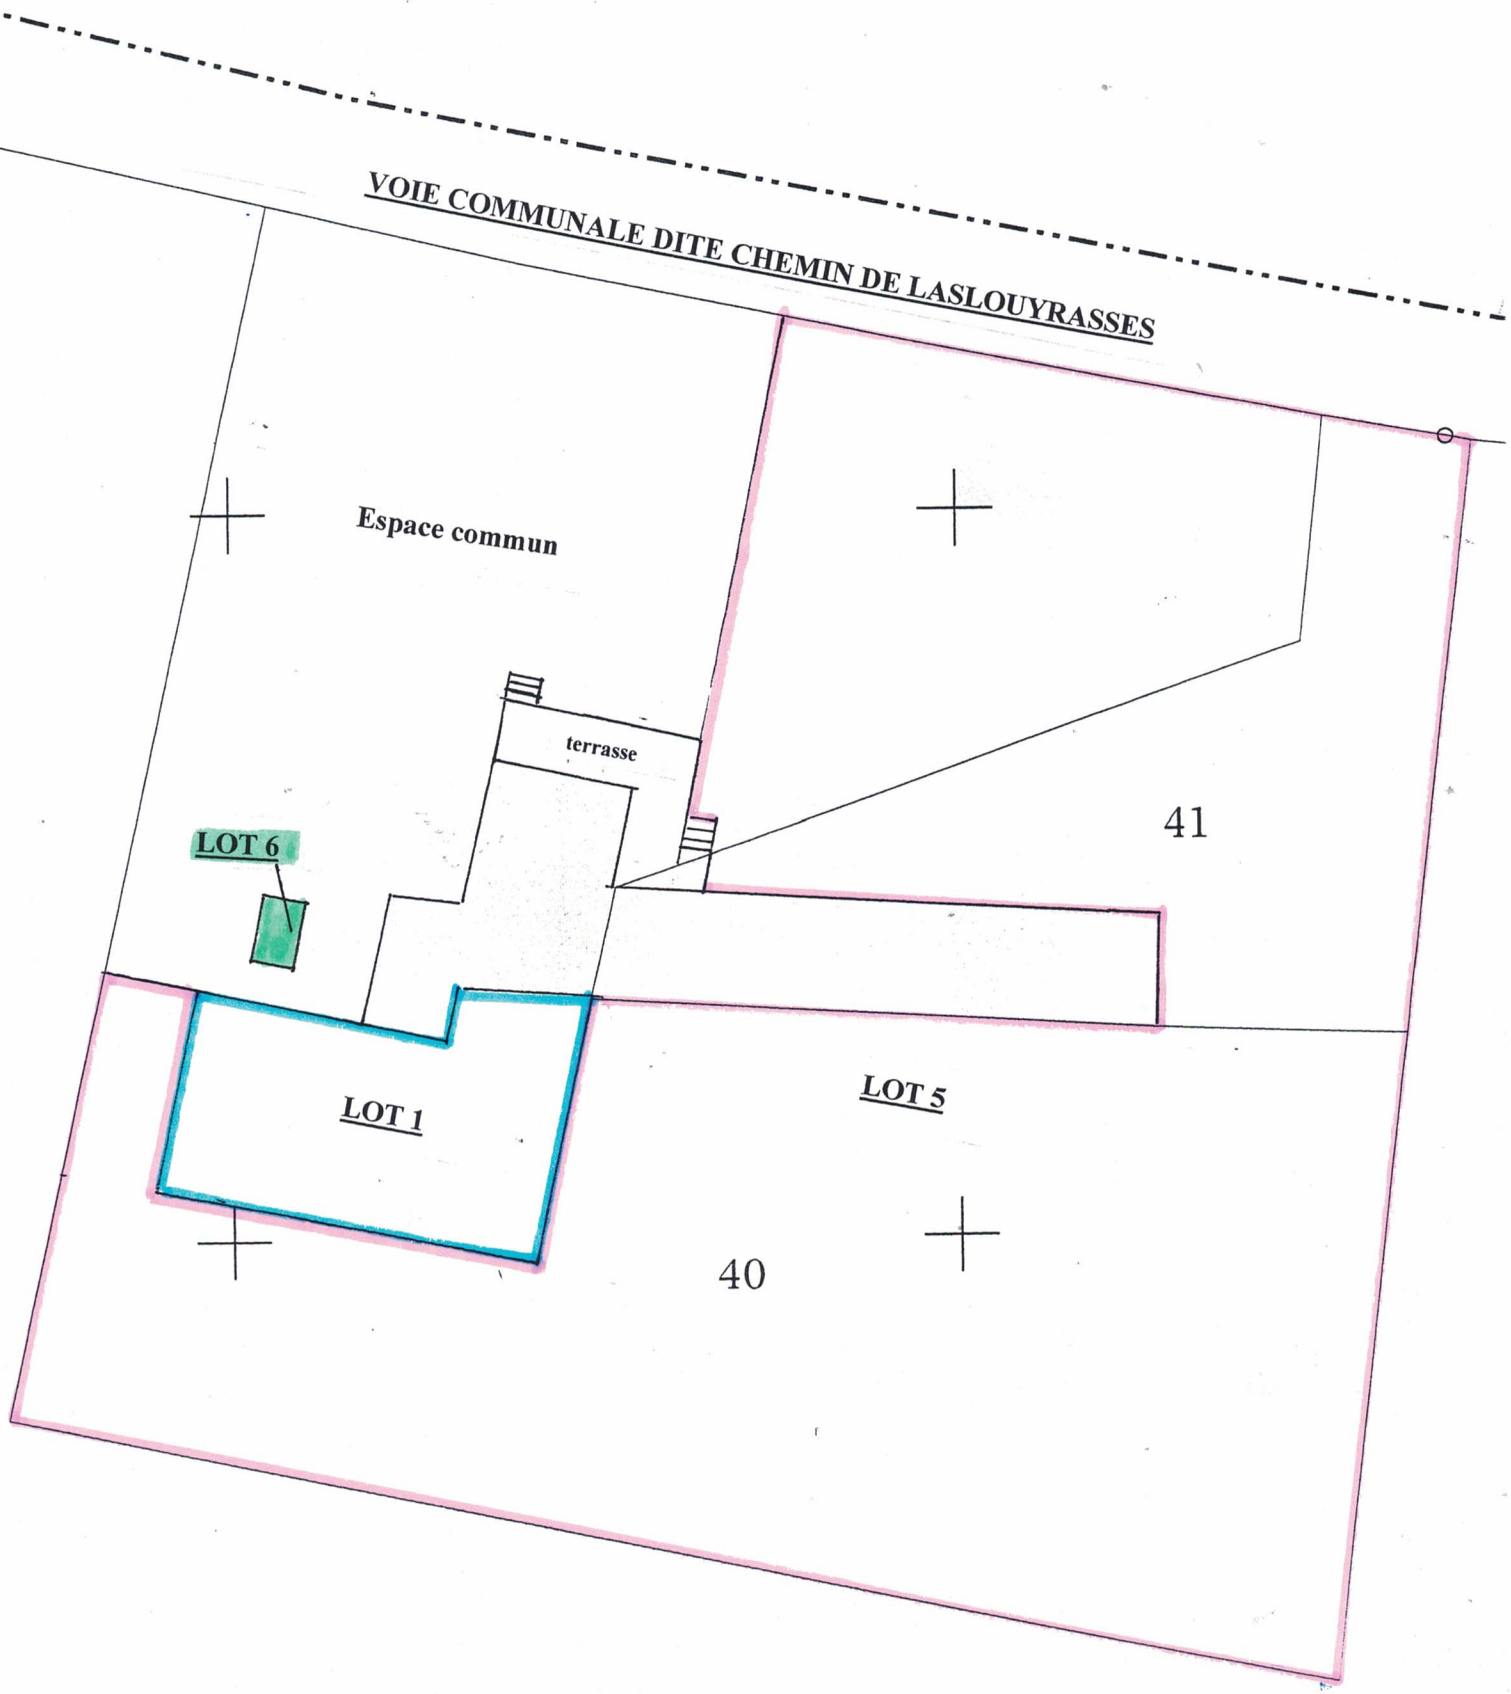 VOIE COMMUNALE DITE CHEMIN DE LASLOUYRASSES
Espace commun
terrasse
41
LOT 6
LOT 5
LOT 1
40